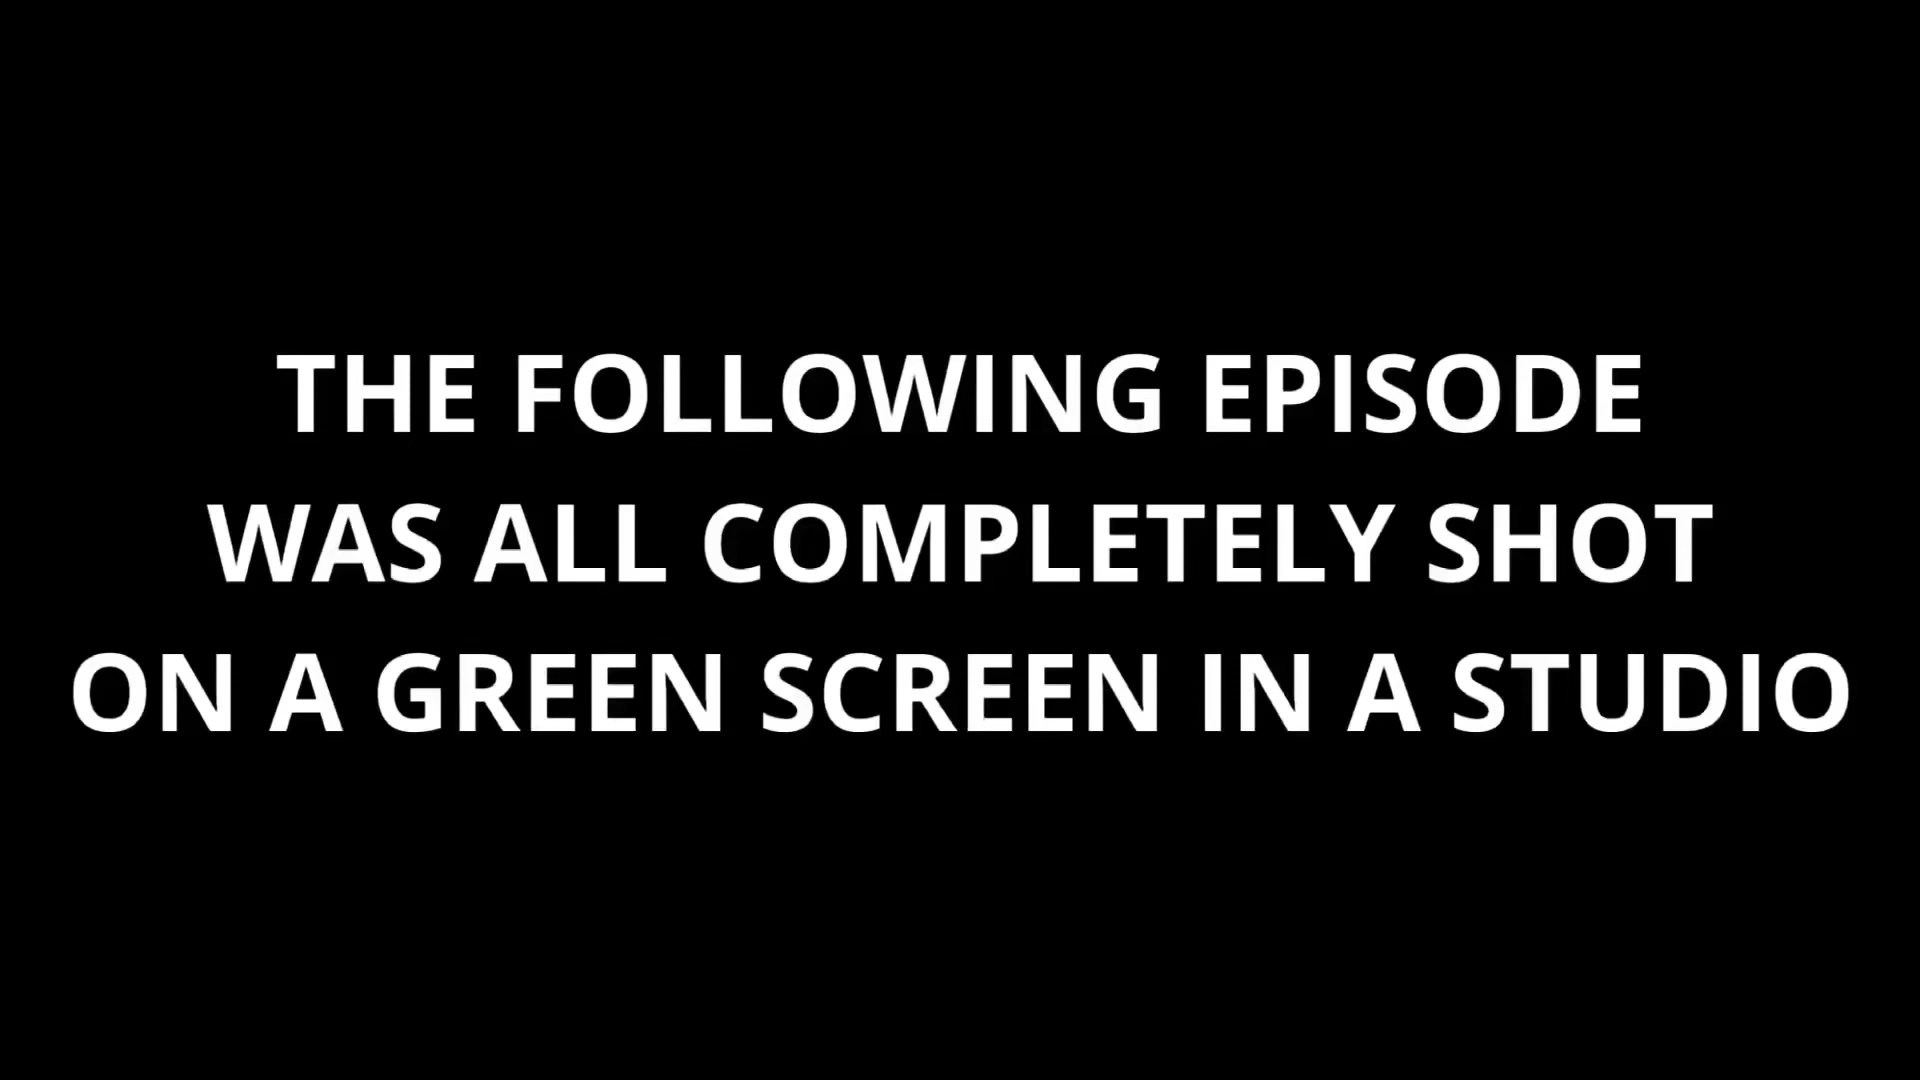 THE FOLLOWING EPISODE
WAS ALL COMPLETELY SHOT
ON A GREEN SCREEN IN A STUDIO